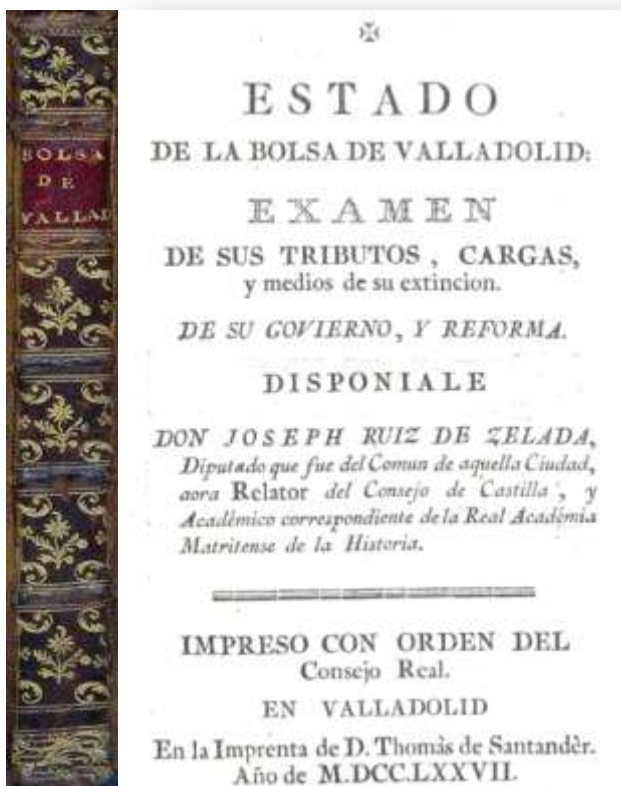 BOLSA
DE
VALLAD
ESTADO
DE LA BOLSA DE VALLADOLID:
EXAMEN
DE SUS TRIBUTOS, CARGAS,
y medios de su extincion.
DE SU GOVIERNO, Y REFORMA.
DISPONIALE
DON JOSEPH RUIZ DE ZELADA,
Diputado que fue del Comun de aquella Ciudad,
aora Relator del Consejo de Castilla, y
Académico correspondiente de la Real Académia
Matritense de la Historia.
IMPRESO CON ORDEN DEL
Consejo Real.
EN VALLADOLID
En la Imprenta de D. Thomàs de Santandèr.
Año de M.DCC.LXXVII.